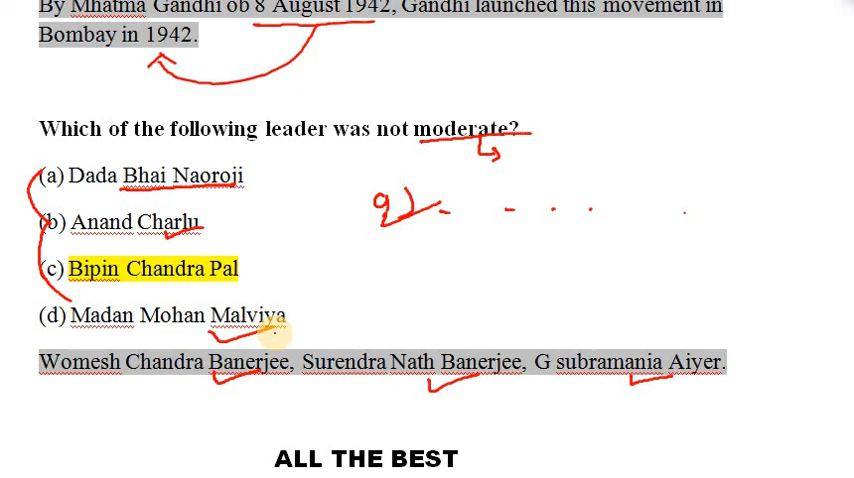 By Mhatma Gandhi ob 8 August 1942, Gandhi launched this movement in
Bombay in 1942.
Which of the following leader was not moderate?
(a) Dada Bhai Naoroji
(b) Anand Charlu
(c) Bipin Chandra Pal
(d) Madan Mohan Malviya
Womesh Chandra Banerjee, Surendra Nath Banerjee, G subramania Aiyer.
ALL THE BEST